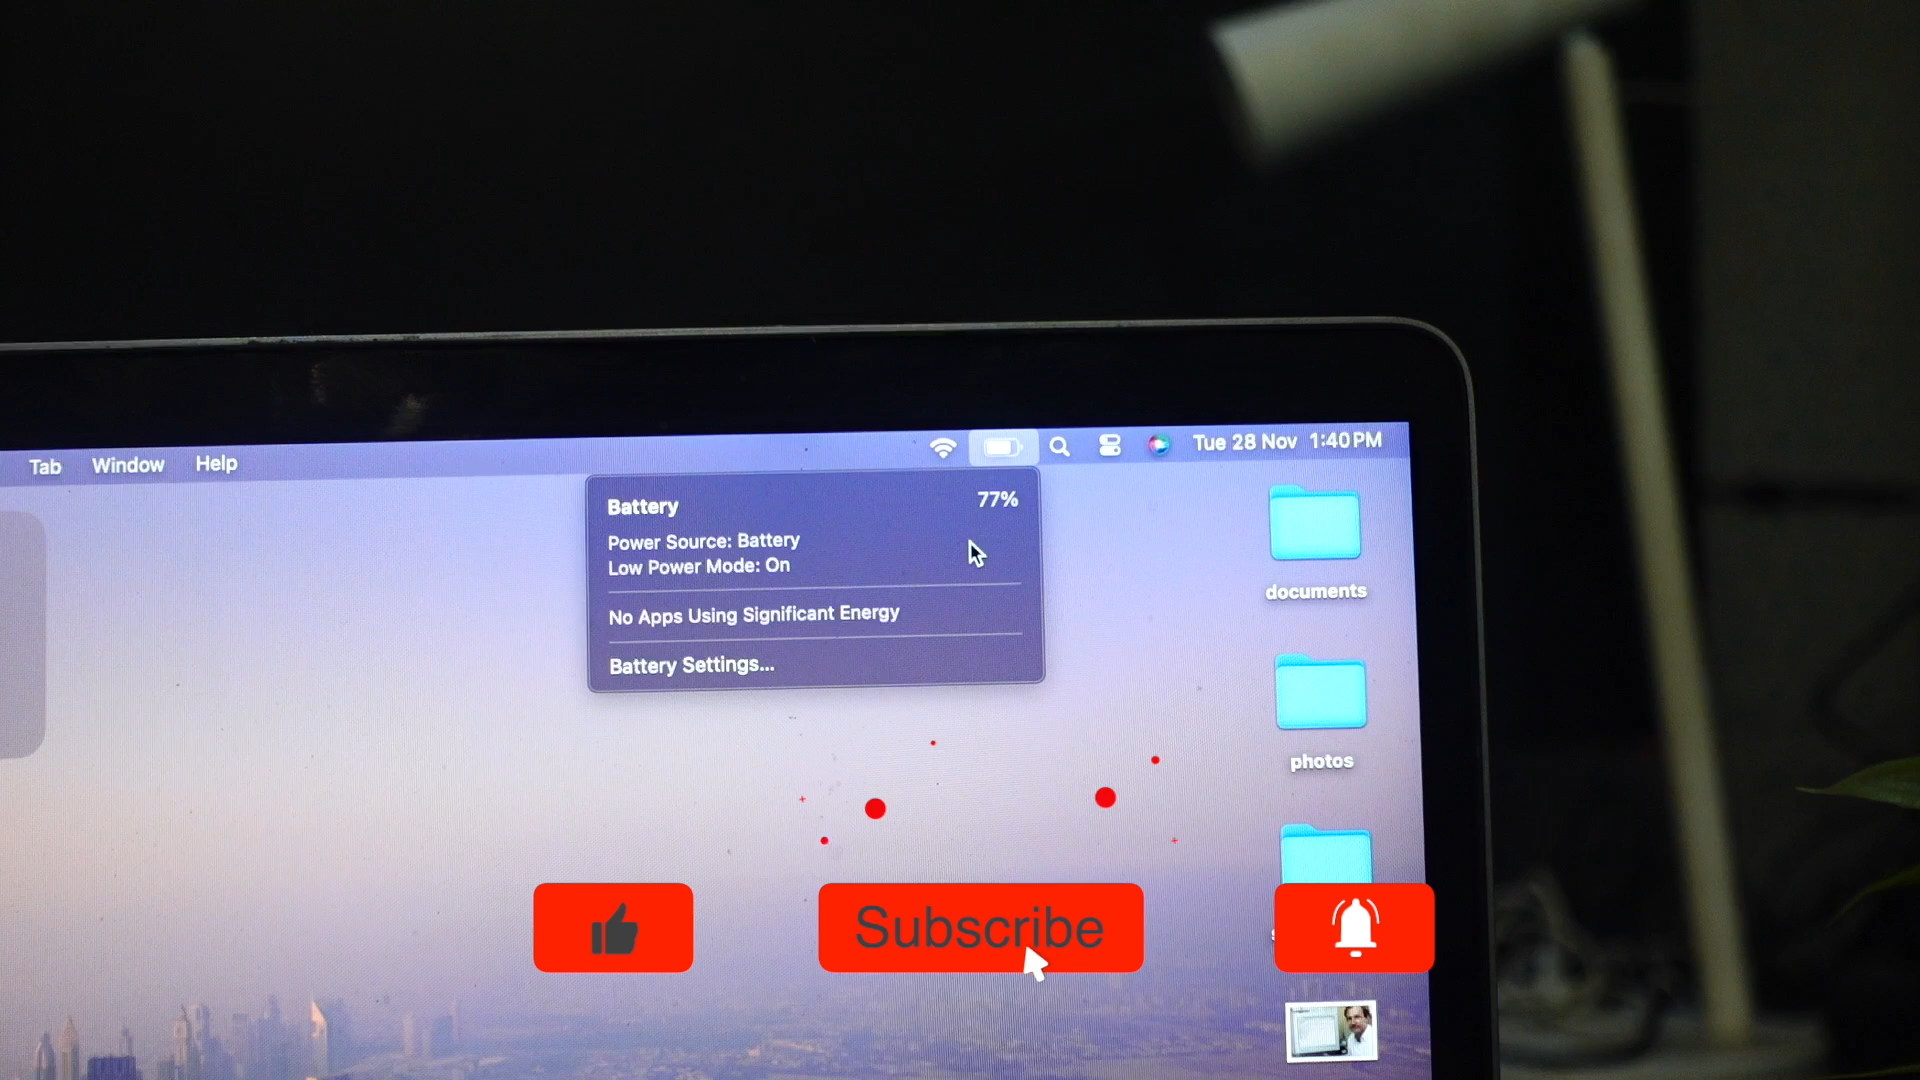 Tab Window Help Tue 28 Nov 1:40 PM
Battery 77%
Power Source: Battery
Low Power Mode: On
No Apps Using Significant Energy
Battery Settings...
documents
photos
Subscribe